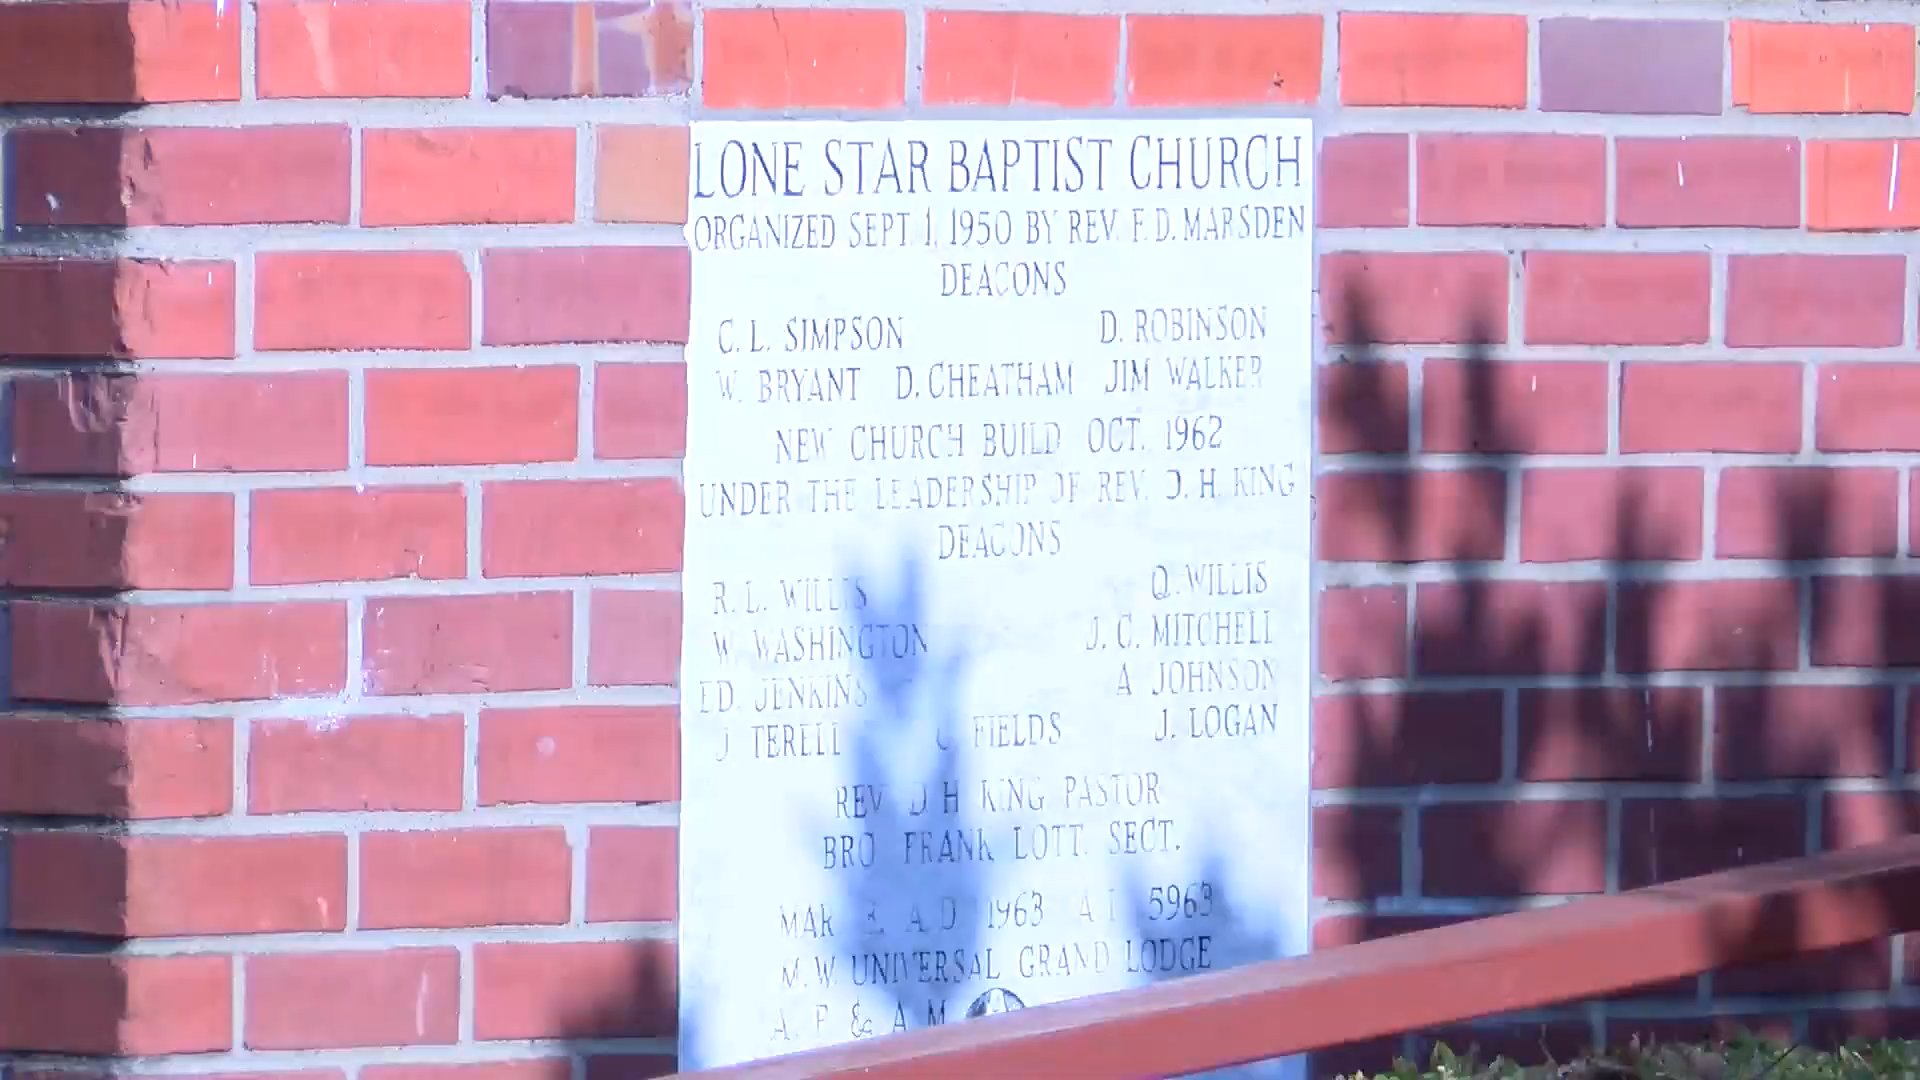 LONE STAR BAPTIST CHURCH
ORGANIZED SEPT. 1, 1950 BY REV. F. D. MARSDEN
DEACONS
C. L. SIMPSON D. ROBINSON
W. BRYANT D. CHEATHAM JIM WALKER
NEW CHURCH BUILD OCT. 1962
UNDER THE LEADERSHIP OF REV. D. H. KING
DEACONS
R. L. WILLIS Q. WILLIS
W. WASHINGTON J. C. MITCHELL
ED. JENKINS A JOHNSON
J TERELL FIELDS J. LOGAN
REV D H KING PASTOR
BRO FRANK LOTT. SECT.
MAR A.D 1963 5963
M.W. UNIVERSAL GRAND LODGE
A. F & A M